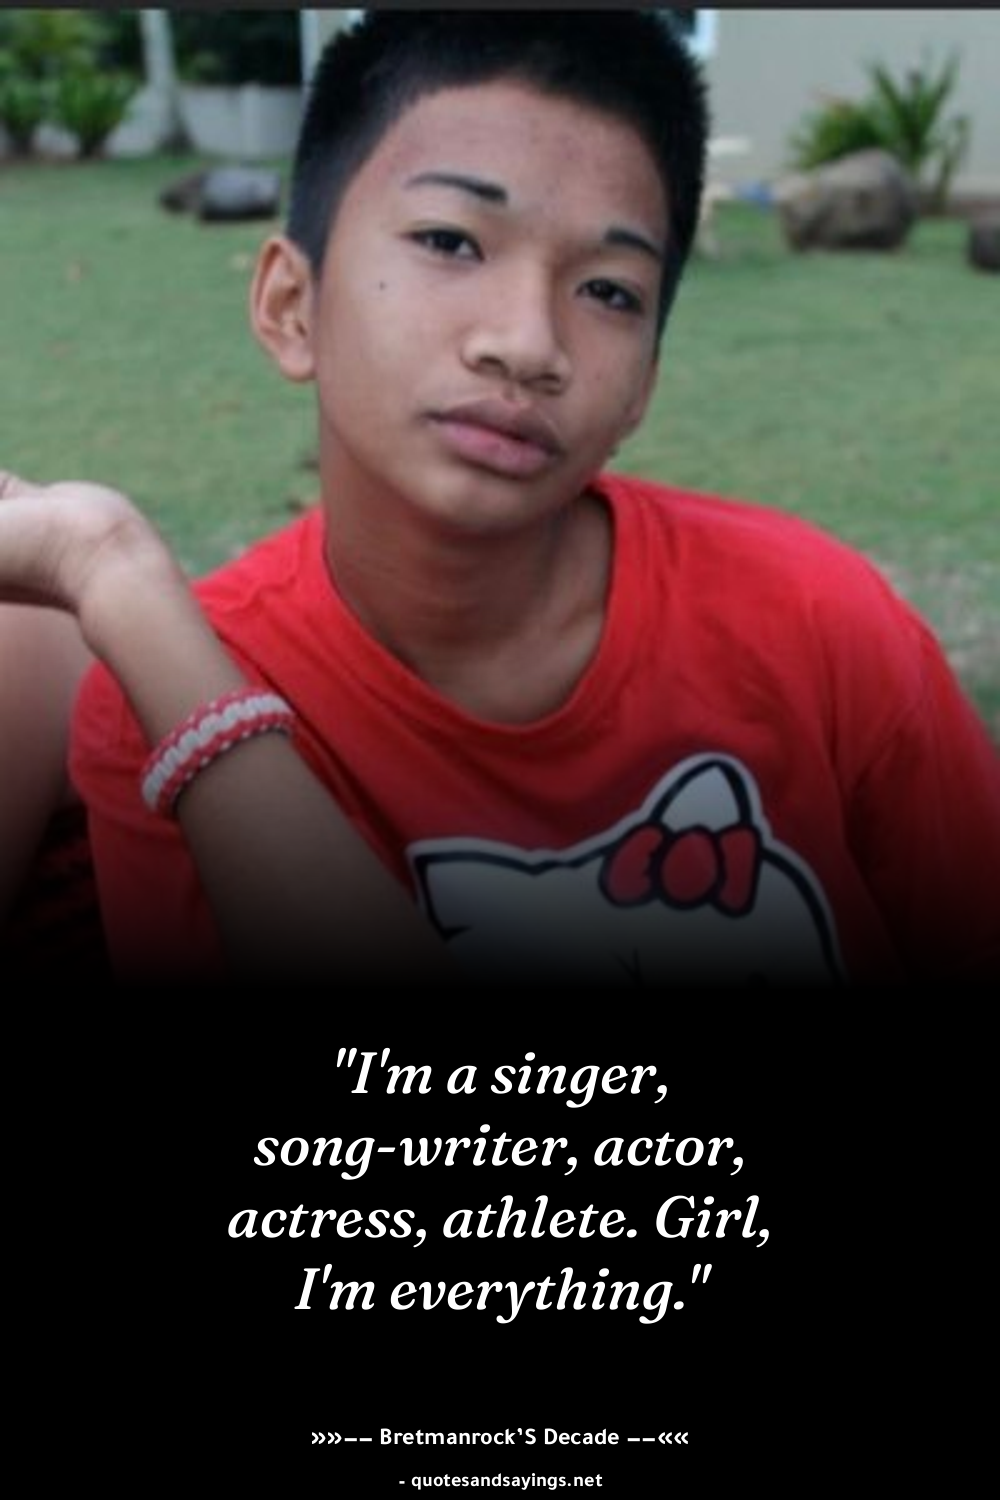 "I'm a singer,
song-writer, actor,
actress, athlete. Girl,
I'm everything."
»»−− Bretmanrock’S Decade −−««
- quotesandsayings.net